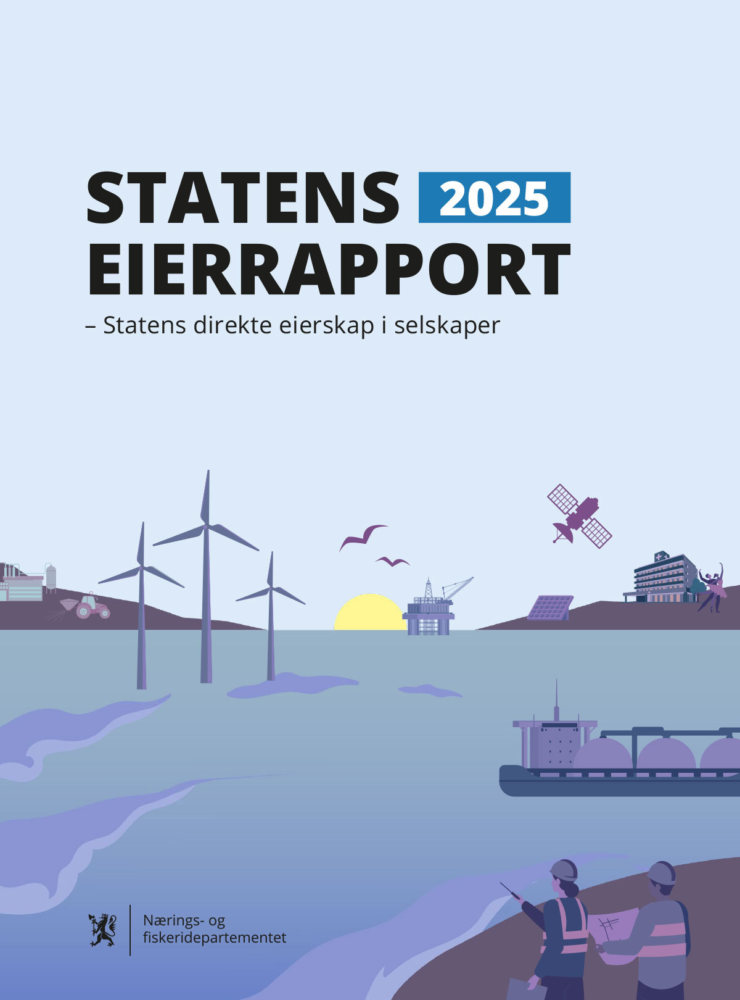 STATENS 2025
EIERRAPPORT
– Statens direkte eierskap i selskaper
Nærings- og
fiskeridepartementet